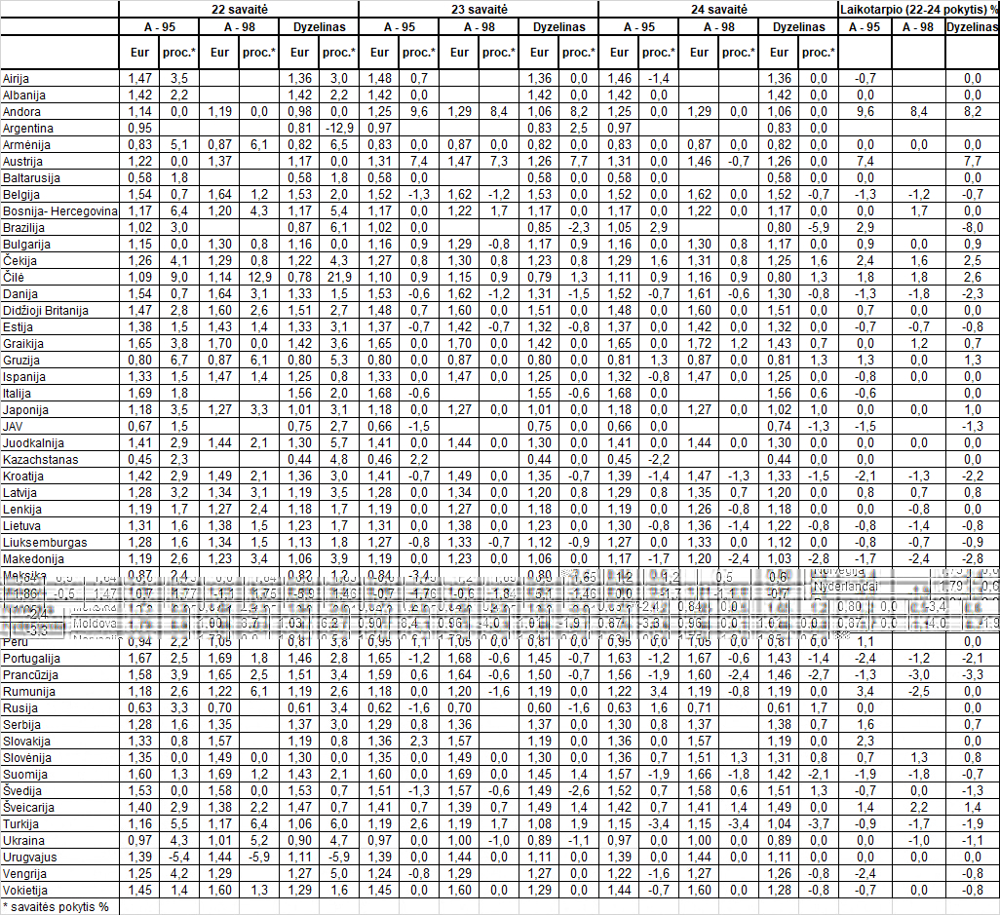 22 savaitė 23 savaitė 24 savaitė Laikotarpio (22-24 pokytis) %
A - 95 A - 98 Dyzelinas A - 95 A - 98 Dyzelinas A - 95 A - 98 Dyzelinas A - 95 A - 98 Dyzelinas
Eur proc.* Eur proc.* Eur proc.* Eur proc.* Eur proc.* Eur proc.* Eur proc.* Eur proc.* Eur proc.*
Airija 1,47 3,5 1,36 3,0 1,48 0,7 1,36 0,0 1,46 -1,4 1,36 0,0 -0,7 0,0
Albanija 1,42 2,2 1,42 2,2 1,42 0,0 1,42 0,0 1,42 0,0 1,42 0,0 0,0 0,0
Andora 1,14 0,0 1,19 0,0 0,98 0,0 1,25 9,6 1,29 8,4 1,06 8,2 1,25 0,0 1,29 0,0 1,06 0,0 9,6 8,4 8,2
Argentina 0,95 0,81 -12,9 0,97 0,83 2,5 0,97 0,83 0,0
Arménija 0,83 5,1 0,87 6,1 0,82 6,5 0,83 0,0 0,87 0,0 0,82 0,0 0,83 0,0 0,87 0,0 0,82 0,0 0,0 0,0 0,0
Austrija 1,22 0,0 1,37 1,17 0,0 1,31 7,4 1,47 7,3 1,26 7,7 1,31 0,0 1,46 -0,7 1,26 0,0 7,4 7,7
Baltarusija 0,58 1,8 0,58 1,8 0,58 0,0 0,58 0,0 0,58 0,0 0,58 0,0 0,0 0,0
Belgija 1,54 0,7 1,64 1,2 1,53 2,0 1,52 -1,3 1,62 -1,2 1,53 0,0 1,52 0,0 1,62 0,0 1,52 -0,7 -1,3 -1,2 -0,7
Bosnija- Hercegovina 1,17 6,4 1,20 4,3 1,17 5,4 1,17 0,0 1,22 1,7 1,17 0,0 1,17 0,0 1,22 0,0 1,17 0,0 0,0 1,7 0,0
Brazilija 1,02 3,0 0,87 6,1 1,02 0,0 0,85 -2,3 1,05 2,9 0,80 -5,9 2,9 -8,0
Bulgarija 1,15 0,0 1,30 0,8 1,16 0,0 1,16 0,9 1,29 -0,8 1,17 0,9 1,16 0,0 1,30 0,8 1,17 0,0 0,9 0,0 0,9
Čekija 1,26 4,1 1,29 0,8 1,22 4,3 1,27 0,8 1,30 0,8 1,23 0,8 1,29 1,6 1,31 0,8 1,25 1,6 2,4 1,6 2,5
Čilė 1,09 9,0 1,14 12,9 0,78 21,9 1,10 0,9 1,15 0,9 0,79 1,3 1,11 0,9 1,16 0,9 0,80 1,3 1,8 1,8 2,6
Danija 1,54 0,7 1,64 3,1 1,33 1,5 1,53 -0,6 1,62 -1,2 1,31 -1,5 1,52 -0,7 1,61 -0,6 1,30 -0,8 -1,3 -1,8 -2,3
Didžioji Britanija 1,47 2,8 1,60 2,6 1,51 2,7 1,48 0,7 1,60 0,0 1,51 0,0 1,48 0,0 1,60 0,0 1,51 0,0 0,7 0,0 0,0
Estija 1,38 1,5 1,43 1,4 1,33 3,1 1,37 -0,7 1,42 -0,7 1,32 -0,8 1,37 0,0 1,42 0,0 1,32 0,0 -0,7 -0,7 -0,8
Graikija 1,65 3,8 1,70 0,0 1,42 3,6 1,65 0,0 1,70 0,0 1,42 0,0 1,65 0,0 1,72 1,2 1,43 0,7 0,0 1,2 0,7
Gruzija 0,80 6,7 0,87 6,1 0,80 5,3 0,80 0,0 0,87 0,0 0,80 0,0 0,81 1,3 0,87 0,0 0,81 1,3 1,3 0,0 1,3
Ispanija 1,33 1,5 1,47 1,4 1,25 0,8 1,33 0,0 1,47 0,0 1,25 0,0 1,32 -0,8 1,47 0,0 1,25 0,0 -0,8 0,0 0,0
Italija 1,69 1,8 1,56 2,0 1,68 -0,6 1,55 -0,6 1,68 0,0 1,56 0,6 -0,6 0,0
Japonija 1,18 3,5 1,27 3,3 1,01 3,1 1,18 0,0 1,27 0,0 1,01 0,0 1,18 0,0 1,27 0,0 1,02 1,0 0,0 0,0 1,0
JAV 0,67 1,5 0,75 2,7 0,66 -1,5 0,75 0,0 0,66 0,0 0,74 -1,3 -1,5 -1,3
Juodkalnija 1,41 2,9 1,44 2,1 1,30 5,7 1,41 0,0 1,44 0,0 1,30 0,0 1,41 0,0 1,44 0,0 1,30 0,0 0,0 0,0 0,0
Kazachstanas 0,45 2,3 0,44 4,8 0,46 2,2 0,44 0,0 0,45 -2,2 0,44 0,0 0,0 0,0
Kroatija 1,42 2,9 1,49 2,1 1,36 3,0 1,41 -0,7 1,49 0,0 1,35 -0,7 1,39 -1,4 1,47 -1,3 1,33 -1,5 -2,1 -1,3 -2,2
Latvija 1,28 3,2 1,34 3,1 1,19 3,5 1,28 0,0 1,34 0,0 1,20 0,8 1,29 0,8 1,35 0,7 1,20 0,0 0,8 0,7 0,8
Lenkija 1,19 1,7 1,27 2,4 1,18 1,7 1,19 0,0 1,27 0,0 1,18 0,0 1,19 0,0 1,26 -0,8 1,18 0,0 0,0 -0,8 0,0
Lietuva 1,31 1,6 1,38 1,5 1,23 1,7 1,31 0,0 1,38 0,0 1,23 0,0 1,30 -0,8 1,36 -1,4 1,22 -0,8 -0,8 -1,4 -0,8
Liuksemburgas 1,28 1,6 1,34 1,5 1,13 1,8 1,27 -0,8 1,33 -0,7 1,12 -0,9 1,27 0,0 1,33 0,0 1,12 0,0 -0,8 -0,7 -0,9
Makedonija 1,19 2,6 1,23 3,4 1,06 3,9 1,19 0,0 1,23 0,0 1,06 0,0 1,17 -1,7 1,20 -2,4 1,03 -2,8 -1,7 -2,4 -2,8
Nyderlandai
Moldova
Peru 0,94 2,2 1,05 0,81 3,8 0,95 1,1 1,05 0,0 0,81 0,0 0,95 0,0 1,05 0,0 0,81 0,0 1,1 0,0
Portugalija 1,67 2,5 1,69 1,8 1,46 2,8 1,65 -1,2 1,68 -0,6 1,45 -0,7 1,63 -1,2 1,67 -0,6 1,43 -1,4 -2,4 -1,2 -2,1
Prancūzija 1,58 3,9 1,65 2,5 1,51 3,4 1,59 0,6 1,64 -0,6 1,50 -0,7 1,56 -1,9 1,60 -2,4 1,46 -2,7 -1,3 -3,0 -3,3
Rumunija 1,18 2,6 1,22 6,1 1,19 2,6 1,18 0,0 1,20 -1,6 1,19 0,0 1,22 3,4 1,19 -0,8 1,19 0,0 3,4 -2,5 0,0
Rusija 0,63 3,3 0,70 0,61 3,4 0,62 -1,6 0,70 0,60 -1,6 0,63 1,6 0,71 0,61 1,7 0,0 0,0
Serbija 1,28 1,6 1,35 1,37 3,0 1,29 0,8 1,36 1,37 0,0 1,30 0,8 1,37 1,38 0,7 1,6 0,7
Slovakija 1,33 0,8 1,57 1,19 0,8 1,36 2,3 1,57 1,19 0,0 1,36 0,0 1,57 1,19 0,0 2,3 0,0
Slovėnija 1,35 0,0 1,49 0,0 1,30 0,0 1,35 0,0 1,49 0,0 1,30 0,0 1,36 0,7 1,51 1,3 1,31 0,8 0,7 1,3 0,8
Suomija 1,60 1,3 1,69 1,2 1,43 2,1 1,60 0,0 1,69 0,0 1,45 1,4 1,57 -1,9 1,66 -1,8 1,42 -2,1 -1,9 -1,8 -0,7
Švedija 1,53 0,0 1,58 0,0 1,53 0,7 1,51 -1,3 1,57 -0,6 1,49 -2,6 1,52 0,7 1,58 0,6 1,51 1,3 -0,7 0,0 -1,3
Šveicarija 1,40 2,9 1,38 2,2 1,47 0,7 1,41 0,7 1,39 0,7 1,49 1,4 1,42 0,7 1,41 1,4 1,49 0,0 1,4 2,2 1,4
Turkija 1,16 5,5 1,17 6,4 1,06 6,0 1,19 2,6 1,19 1,7 1,08 1,9 1,15 -3,4 1,15 -3,4 1,04 -3,7 -0,9 -1,7 -1,9
Ukraina 0,97 4,3 1,01 5,2 0,90 4,7 0,97 0,0 1,00 -1,0 0,89 -1,1 0,97 0,0 1,00 0,0 0,89 0,0 0,0 -1,0 -1,1
Urugvajus 1,39 -5,4 1,44 -5,9 1,11 -5,9 1,39 0,0 1,44 0,0 1,11 0,0 1,39 0,0 1,44 0,0 1,11 0,0 0,0 0,0 0,0
Vengrija 1,25 4,2 1,29 1,27 5,0 1,24 -0,8 1,29 1,27 0,0 1,22 -1,6 1,27 1,26 -0,8 -2,4 -0,8
Vokietija 1,45 1,4 1,60 1,3 1,29 1,6 1,45 0,0 1,60 0,0 1,29 0,0 1,44 -0,7 1,60 0,0 1,28 -0,8 -0,7 0,0 -0,8
* savaitės pokytis %